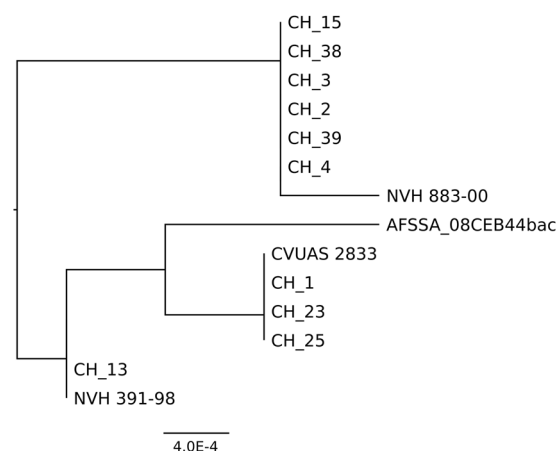 CH_15
CH_38
CH_3
CH_2
CH_39
CH_4
NVH 883-00
AFSSA_08CEB44bac
CVUAS 2833
CH_1
CH_23
CH_25
CH_13
NVH 391-98
4.0E-4